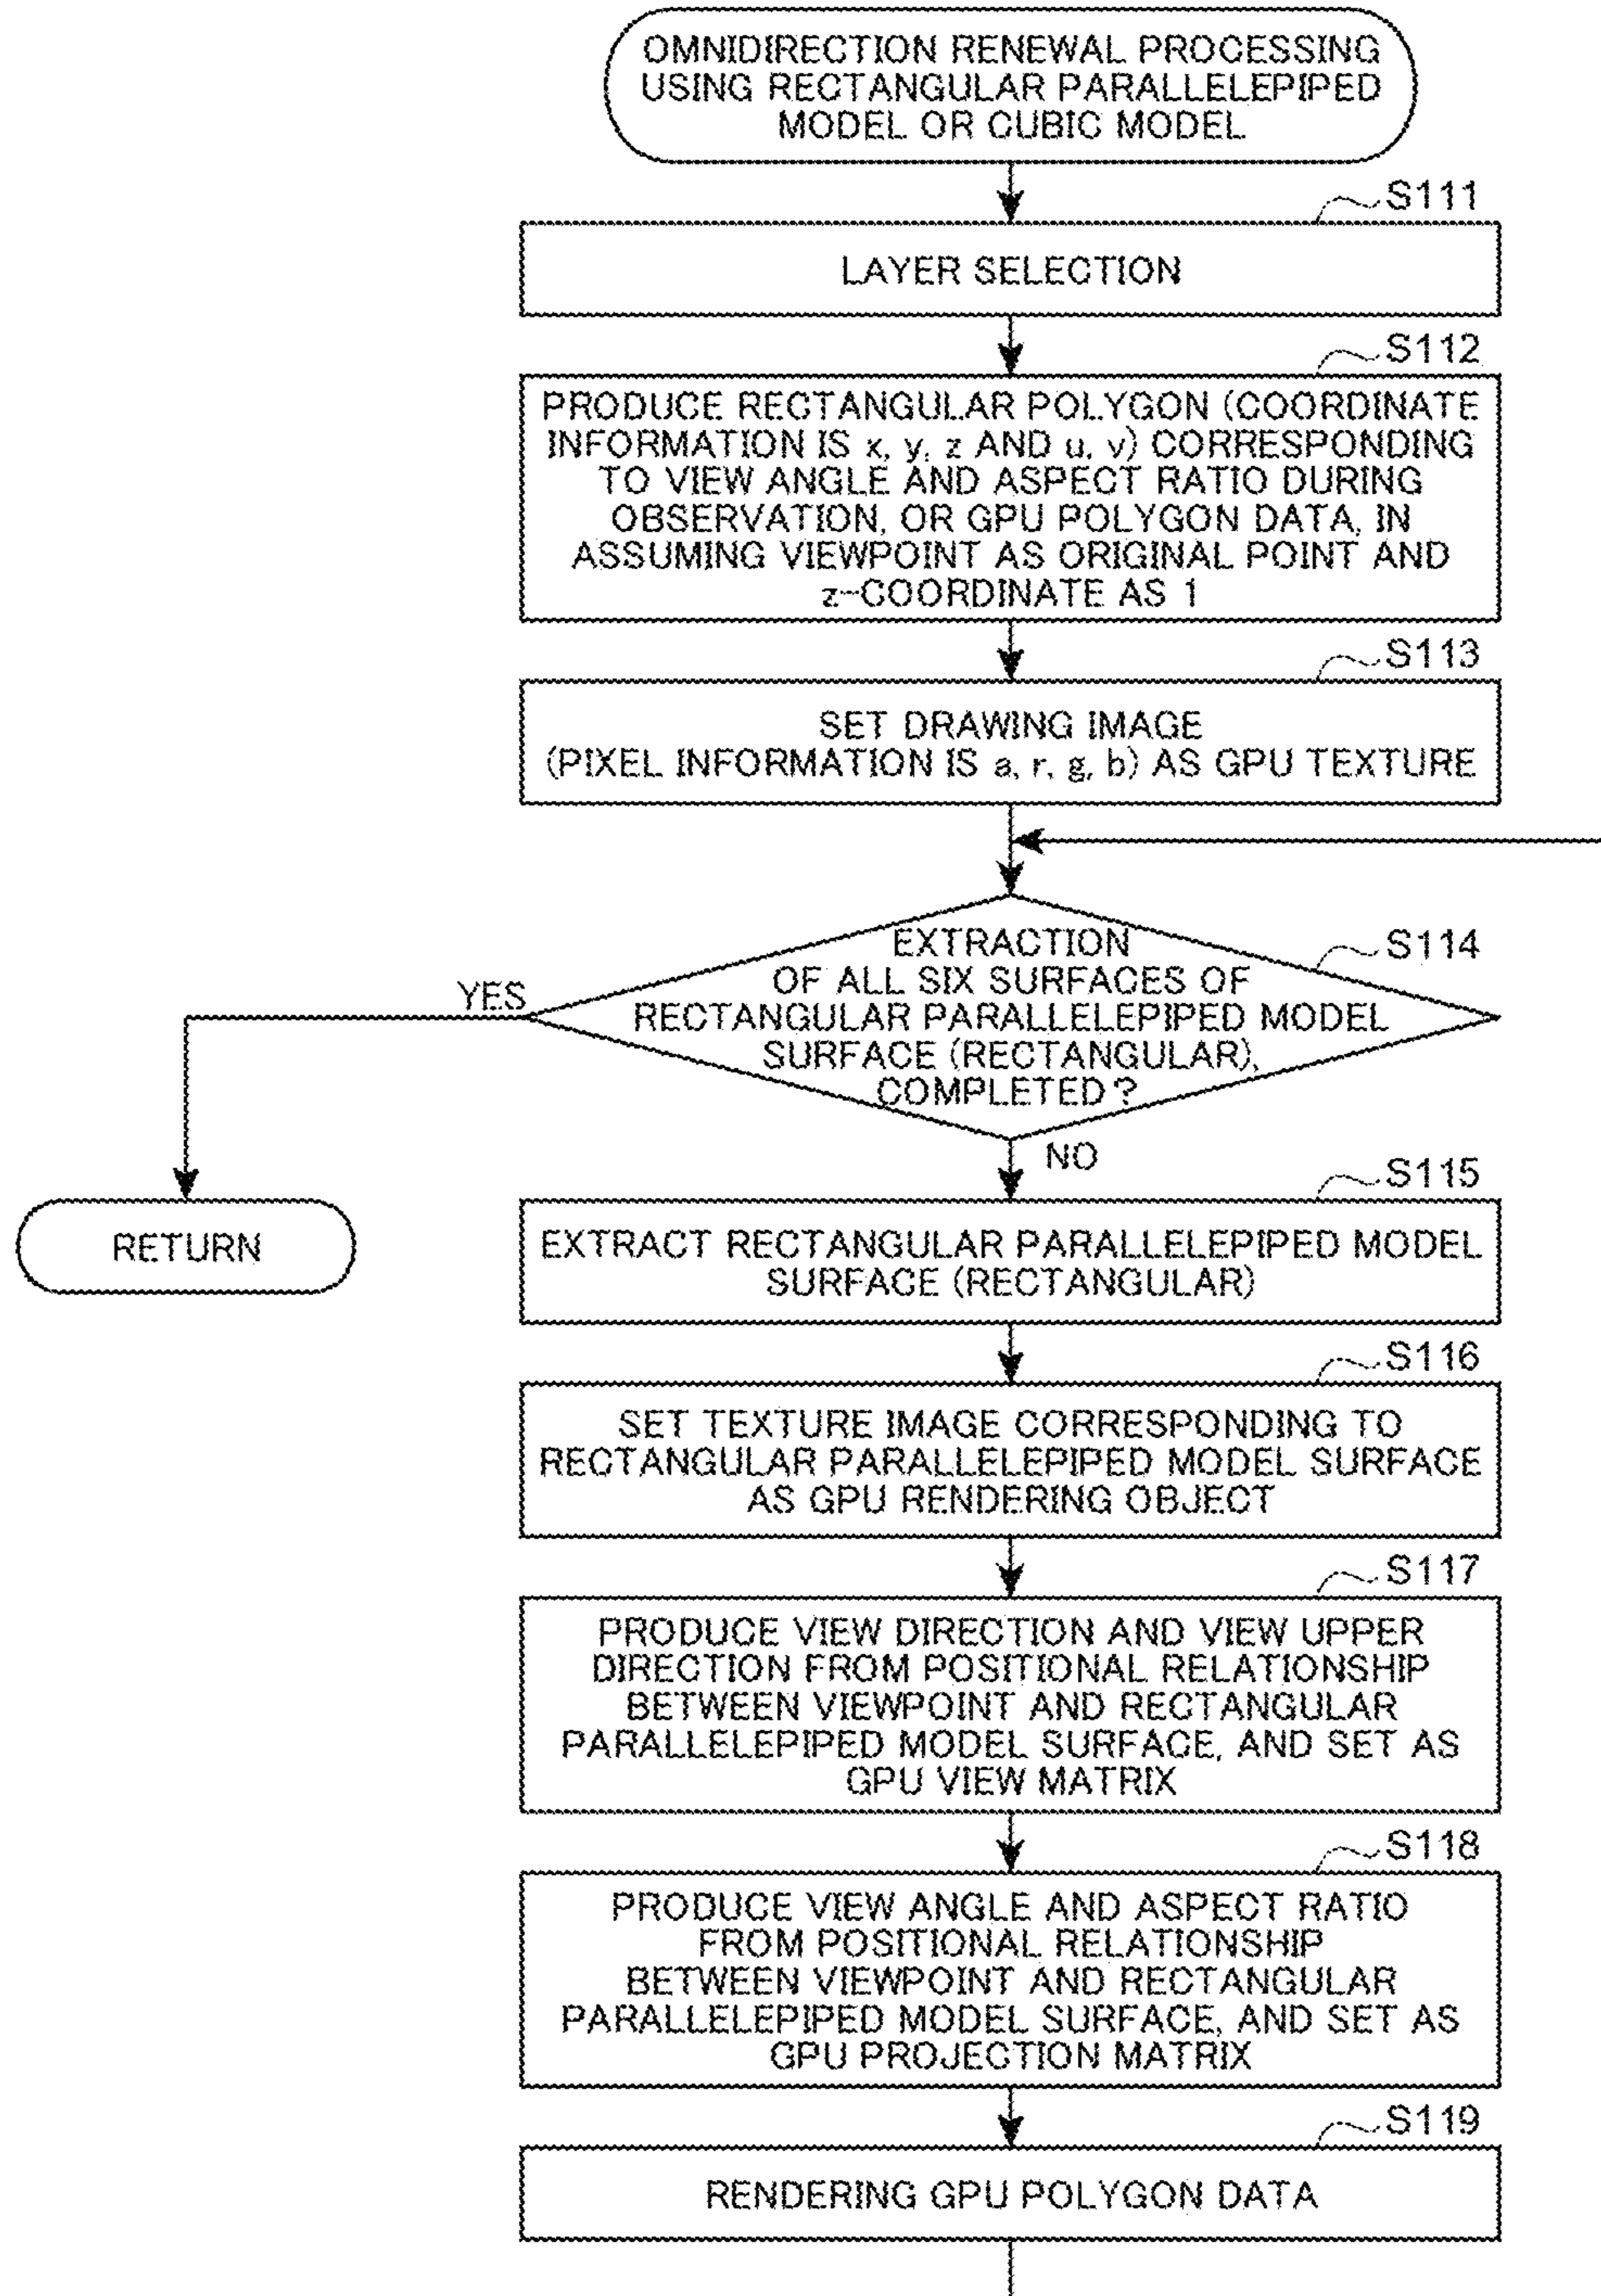 OMNIDIRECTION RENEWAL PROCESSING
USING RECTANGULAR PARALLELEPIPED
MODEL OR CUBIC MODEL
S111
LAYER SELECTION
S112
PRODUCE RECTANGULAR POLYGON (COORDINATE
INFORMATION IS x, y, z AND u, v) CORRESPONDING
TO VIEW ANGLE AND ASPECT RATIO DURING
OBSERVATION, OR GPU POLYGON DATA, IN
ASSUMING VIEWPOINT AS ORIGINAL POINT AND
z-COORDINATE AS 1
S113
SET DRAWING IMAGE
(PIXEL INFORMATION IS a, r, g, b) AS GPU TEXTURE
S114
EXTRACTION
OF ALL SIX SURFACES OF
RECTANGULAR PARALLELEPIPED MODEL
SURFACE (RECTANGULAR),
COMPLETED?
YES
NO
RETURN
S115
EXTRACT RECTANGULAR PARALLELEPIPED MODEL
SURFACE (RECTANGULAR)
S116
SET TEXTURE IMAGE CORRESPONDING TO
RECTANGULAR PARALLELEPIPED MODEL SURFACE
AS GPU RENDERING OBJECT
S117
PRODUCE VIEW DIRECTION AND VIEW UPPER
DIRECTION FROM POSITIONAL RELATIONSHIP
BETWEEN VIEWPOINT AND RECTANGULAR
PARALLELEPIPED MODEL SURFACE, AND SET AS
GPU VIEW MATRIX
S118
PRODUCE VIEW ANGLE AND ASPECT RATIO
FROM POSITIONAL RELATIONSHIP
BETWEEN VIEWPOINT AND RECTANGULAR
PARALLELEPIPED MODEL SURFACE, AND SET AS
GPU PROJECTION MATRIX
S119
RENDERING GPU POLYGON DATA